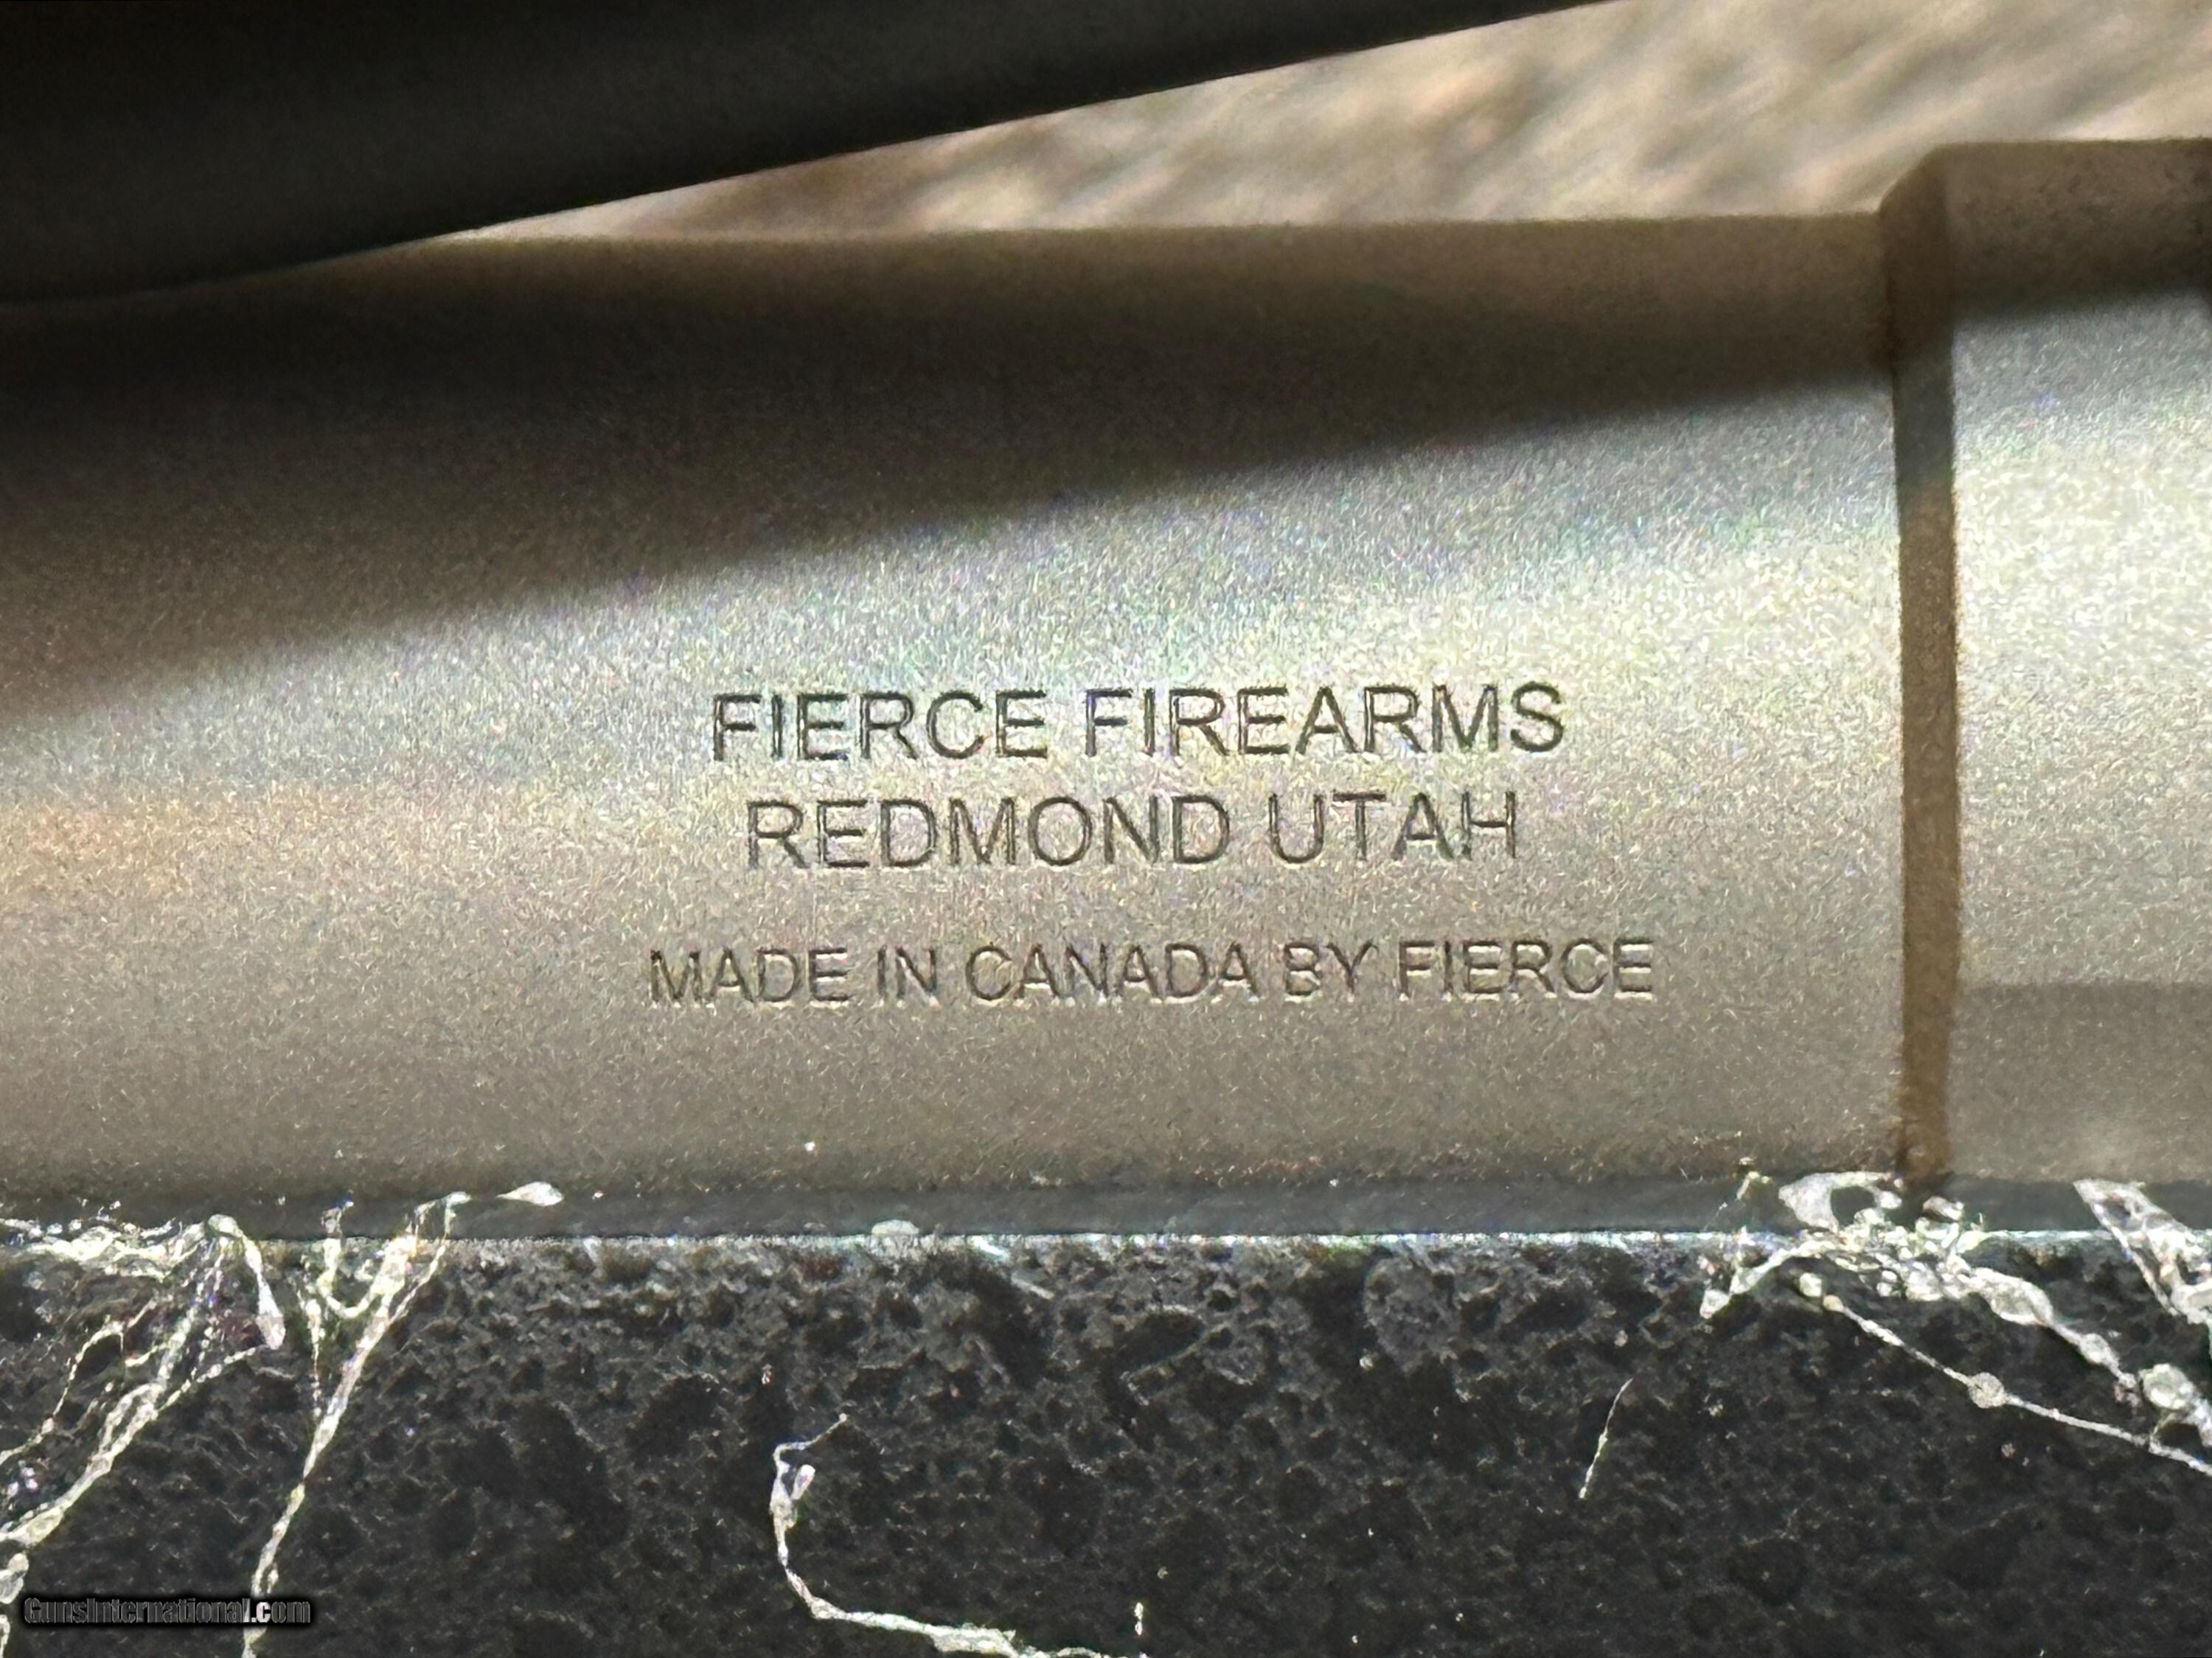 FIERCE FIREARMS
REDMOND UTAH
MADE IN CANADA BY FIERCE
GunsInternational.com